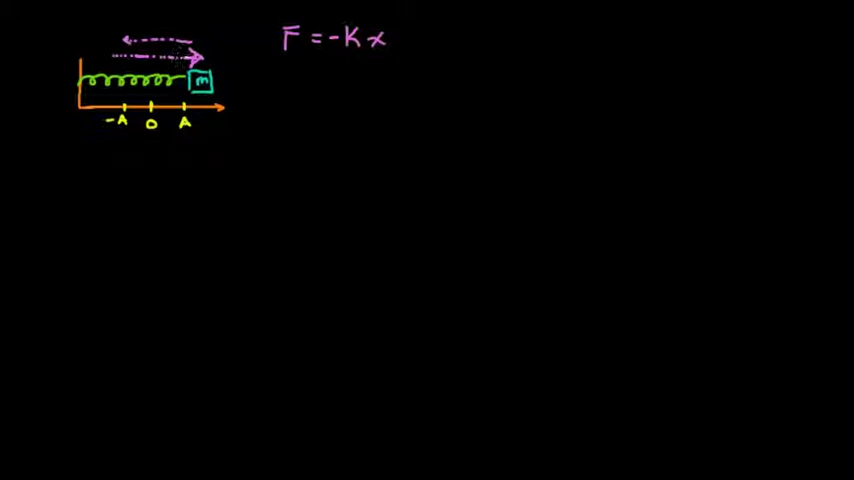 F = -Kx
m
-A 0 A